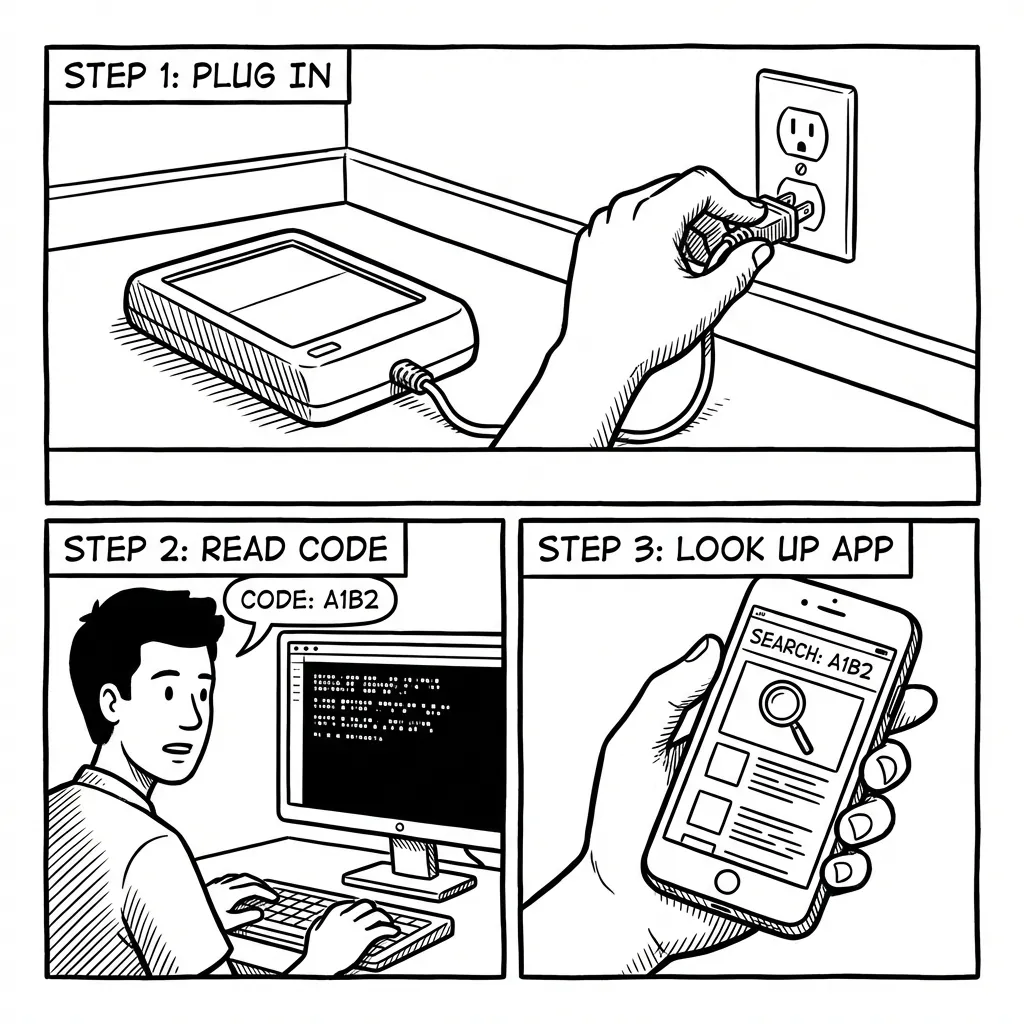 STEP 1: PLUG IN
STEP 2: READ CODE
CODE: A1B2
STEP 3: LOOK UP APP
SEARCH: A1B2